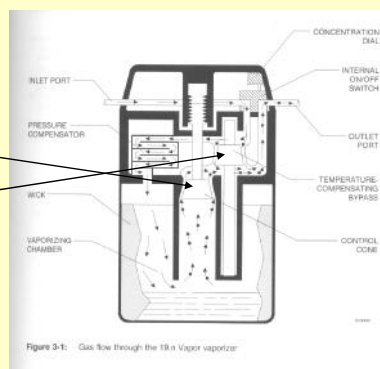 CONCENTRATION
DIAL
INTERNAL
ON/OFF
SWITCH
INLET PORT
PRESSURE
COMPENSATOR
OUTLET
PORT
WICK
TEMPERATURE-
COMPENSATING
BYPASS
VAPORIZING
CHAMBER
CONTROL
CONE
Figure 3-1: Gas flow through the 19.n Vapor vaporizer